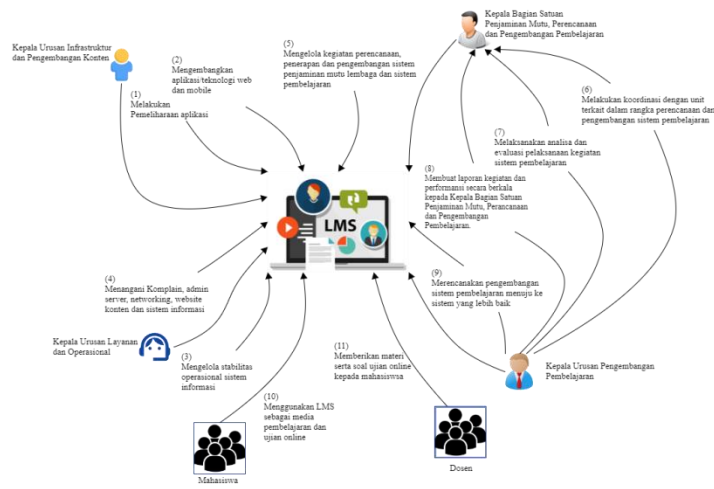 Kepala Urusan Infrastruktur
dan Pengembangan Konten
(1)
Melakukan
Pemeliharaan aplikasi
(2)
Mengembangkan
aplikasi/teknologi web
dan mobile
(5)
Mengelola kegiatan perencanaan,
penerapan dan pengembangan sistem
penjaminan mutu lembaga dan sistem
pembelajaran
Kepala Bagian Satuan
Penjaminan Mutu, Perencanaan
dan Pengembangan Pembelajaran
(6)
Melakukan koordinasi dengan unit
terkait dalam rangka perencanaan dan
pengembangan sistem pembelajaran
(7)
Melaksanakan analisa dan
evaluasi pelaksanaan kegiatan
sistem pembelajaran
(8)
Membuat laporan kegiatan dan
performansi secara berkala
kepada Kepala Bagian Satuan
Penjaminan Mutu, Perancanaan
dan Pengembangan
Pembelajaran.
LMS
(4)
Menangani Komplain, admin
server, networking, website
konten dan sistem informasi
(9)
Merencanakan pengembangan
sistem pembelajaran menuju ke
sistem yang lebih baik
Kepala Urusan Layanan
dan Operasional
(3)
Mengelola stabilitas
operasional sistem
informasi
(11)
Memberikan materi
serta soal ujian online
kepada mahasiswsa
Kepala Urusan Pengembangan
Pembelajaran
(10)
Menggunakan LMS
sebagai media
pembelajaran dan
ujian online
Mahasiswa
Dosen